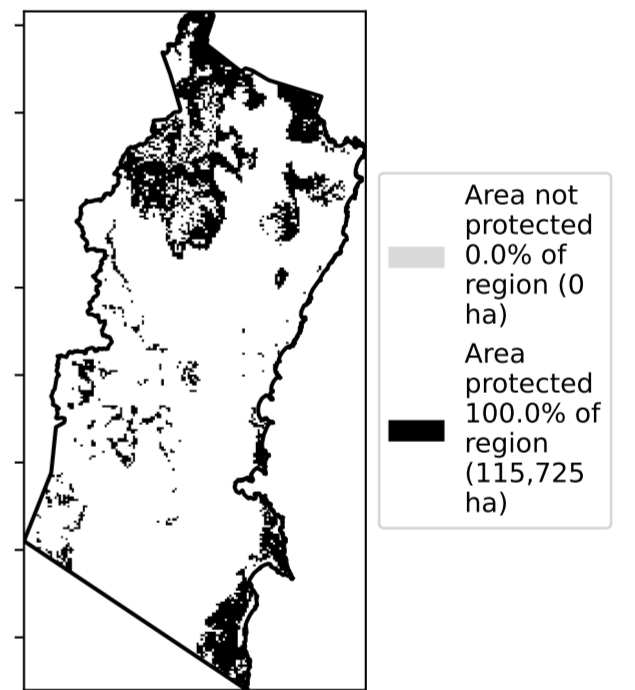 Area not
protected
0.0% of
region (0
ha)
Area
protected
100.0% of
region
(115,725
ha)